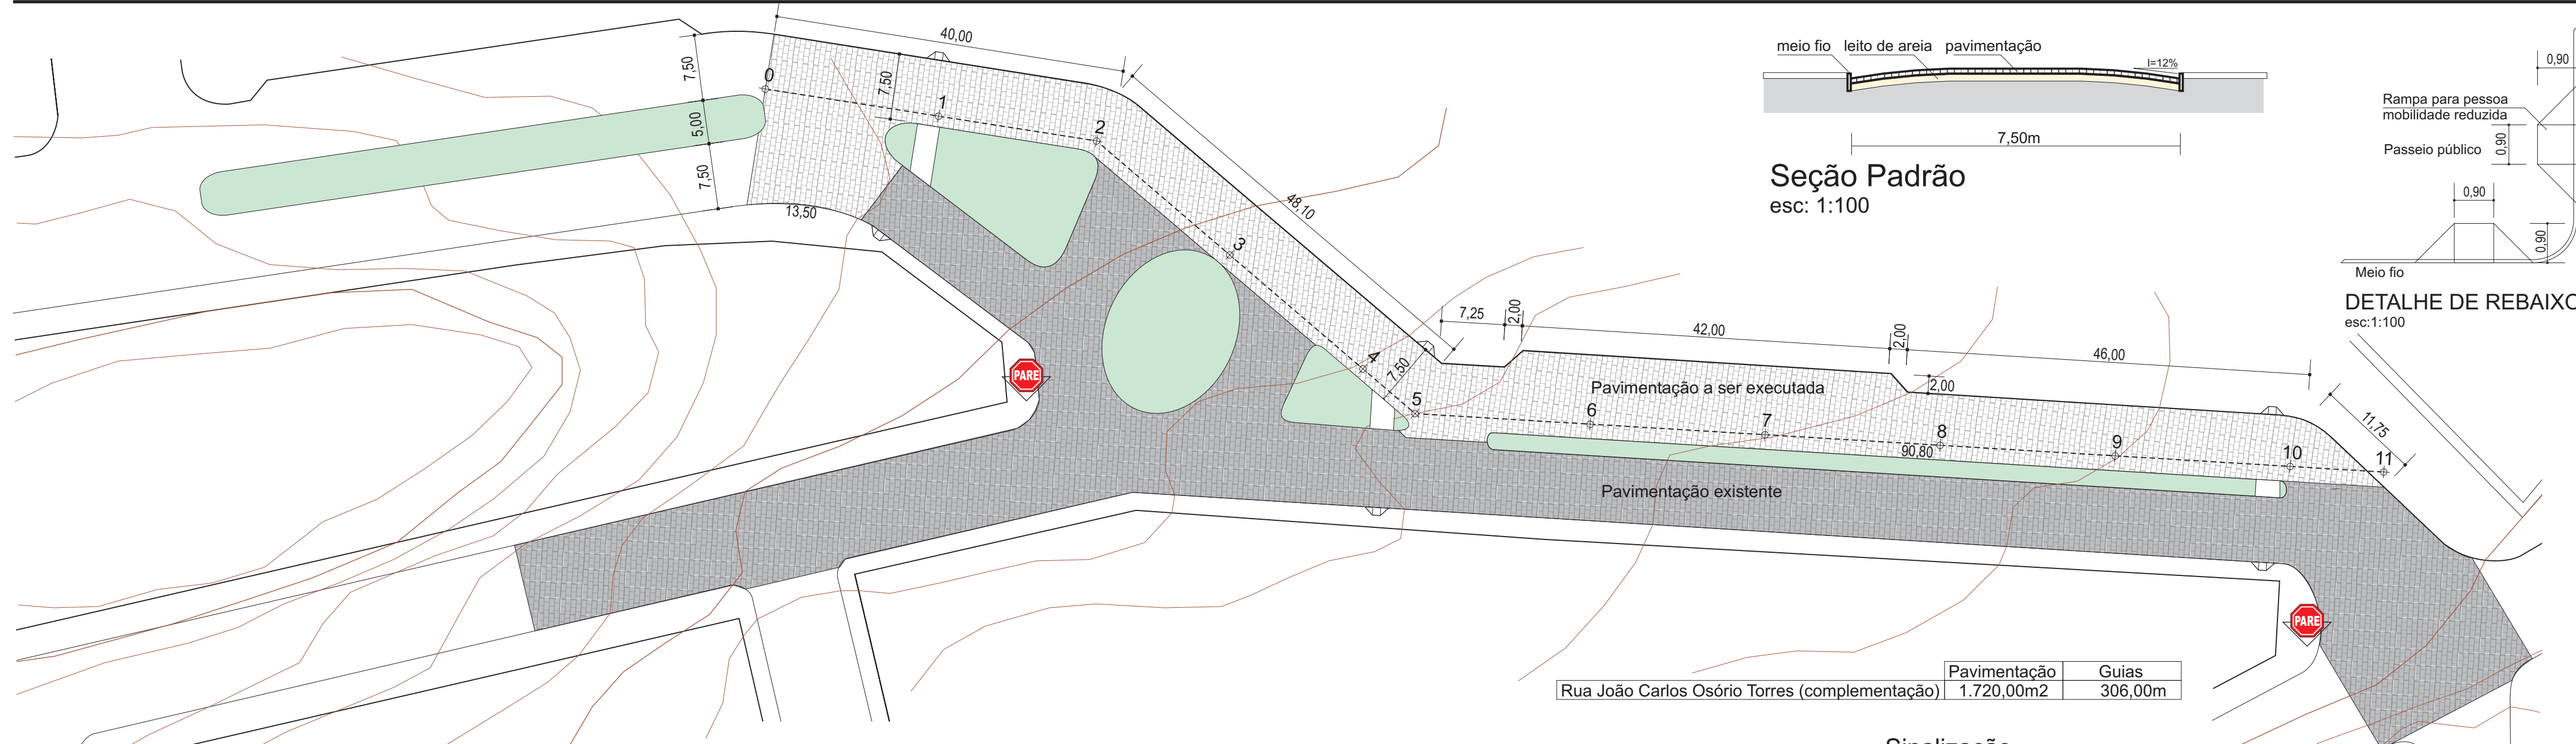 40,00
7,50
0
7,50
1
5,00
2
7,50
13,50
48,10
3
4
7,50
5
7,25
2,00
42,00
2,00
46,00
2,00
11,75
Pavimentação a ser executada
6
7
8
9
10
11
90,80
Pavimentação existente
PARE
PARE
meio fio leito de areia pavimentação
I=12%
7,50m
Seção Padrão
esc: 1:100
0,90
Rampa para pessoa
mobilidade reduzida
Passeio público
0,90
0,90
0,90
Meio fio
DETALHE DE REBAIXO
esc:1:100
Pavimentação Guias
Rua João Carlos Osório Torres (complementação) 1.720,00m2 306,00m
Sinalização